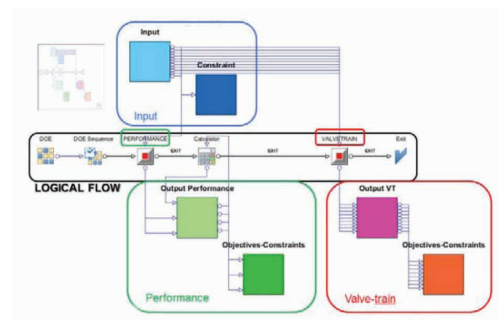 Input
Constraint
Input
DOE
DOE Sequence
PERFORMANCE
Calculator
VALVETRAIN
Exit
EXIT
EXIT
EXIT
LOGICAL FLOW
Output Performance
Output VT
Objectives-Constraints
Objectives-Constraints
Performance
Valve-train